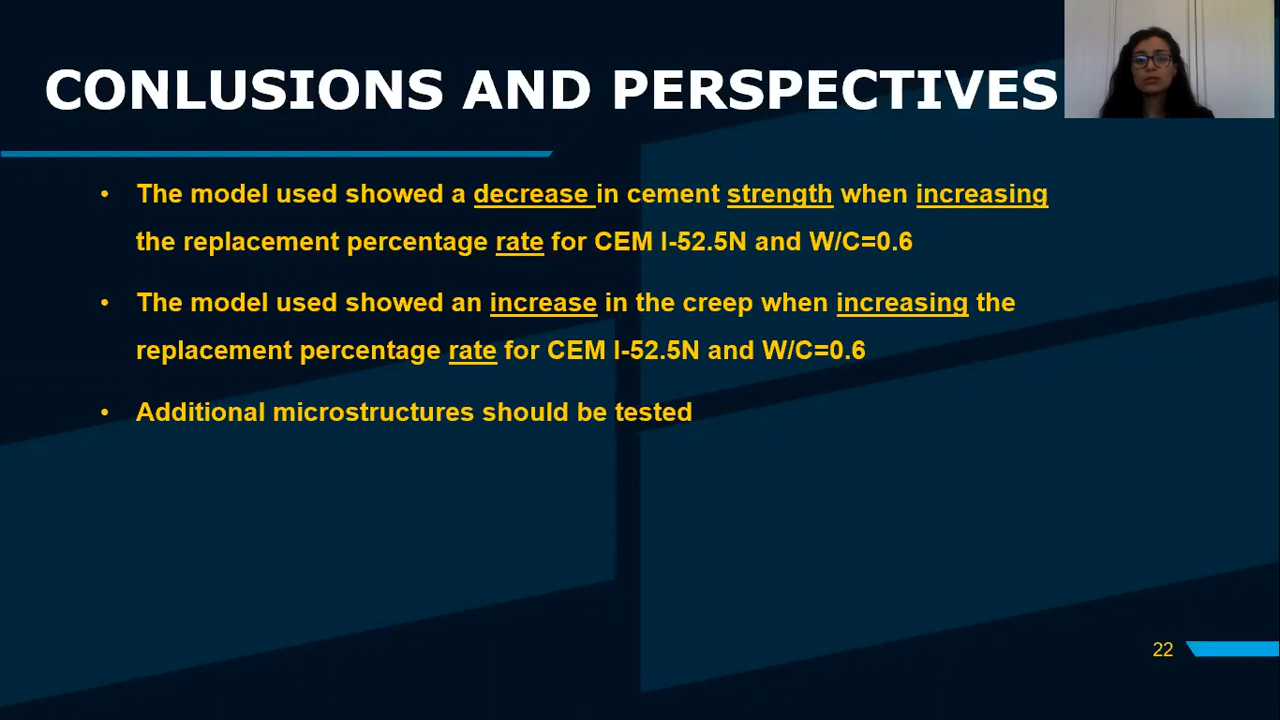 CONLUSIONS AND PERSPECTIVES
• The model used showed a decrease in cement strength when increasing
the replacement percentage rate for CEM I-52.5N and W/C=0.6
• The model used showed an increase in the creep when increasing the
replacement percentage rate for CEM I-52.5N and W/C=0.6
• Additional microstructures should be tested
22